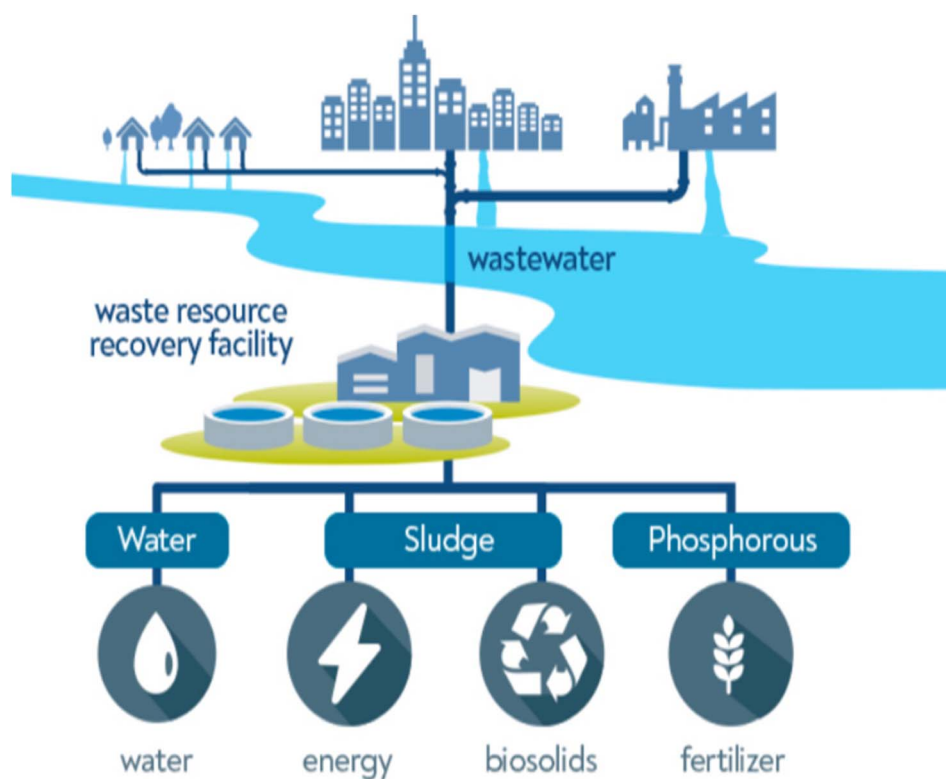 wastewater
waste resource
recovery facility
Water
Sludge
Phosphorous
water
energy
biosolids
fertilizer